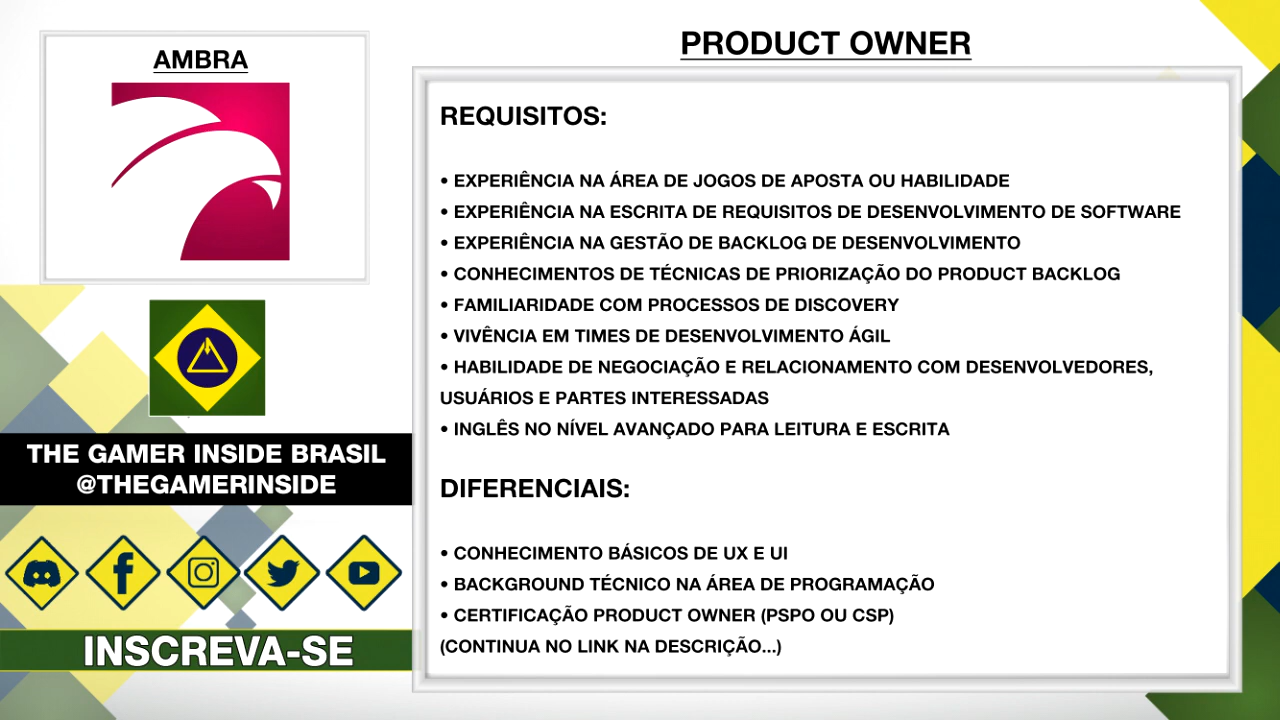 AMBRA
THE GAMER INSIDE BRASIL
@THEGAMERINSIDE
INSCREVA-SE
PRODUCT OWNER
REQUISITOS:
• EXPERIÊNCIA NA ÁREA DE JOGOS DE APOSTA OU HABILIDADE
• EXPERIÊNCIA NA ESCRITA DE REQUISITOS DE DESENVOLVIMENTO DE SOFTWARE
• EXPERIÊNCIA NA GESTÃO DE BACKLOG DE DESENVOLVIMENTO
• CONHECIMENTOS DE TÉCNICAS DE PRIORIZAÇÃO DO PRODUCT BACKLOG
• FAMILIARIDADE COM PROCESSOS DE DISCOVERY
• VIVÊNCIA EM TIMES DE DESENVOLVIMENTO ÁGIL
• HABILIDADE DE NEGOCIAÇÃO E RELACIONAMENTO COM DESENVOLVEDORES,
USUÁRIOS E PARTES INTERESSADAS
• INGLÊS NO NÍVEL AVANÇADO PARA LEITURA E ESCRITA
DIFERENCIAIS:
• CONHECIMENTO BÁSICOS DE UX E UI
• BACKGROUND TÉCNICO NA ÁREA DE PROGRAMAÇÃO
• CERTIFICAÇÃO PRODUCT OWNER (PSPO OU CSP)
(CONTINUA NO LINK NA DESCRIÇÃO...)